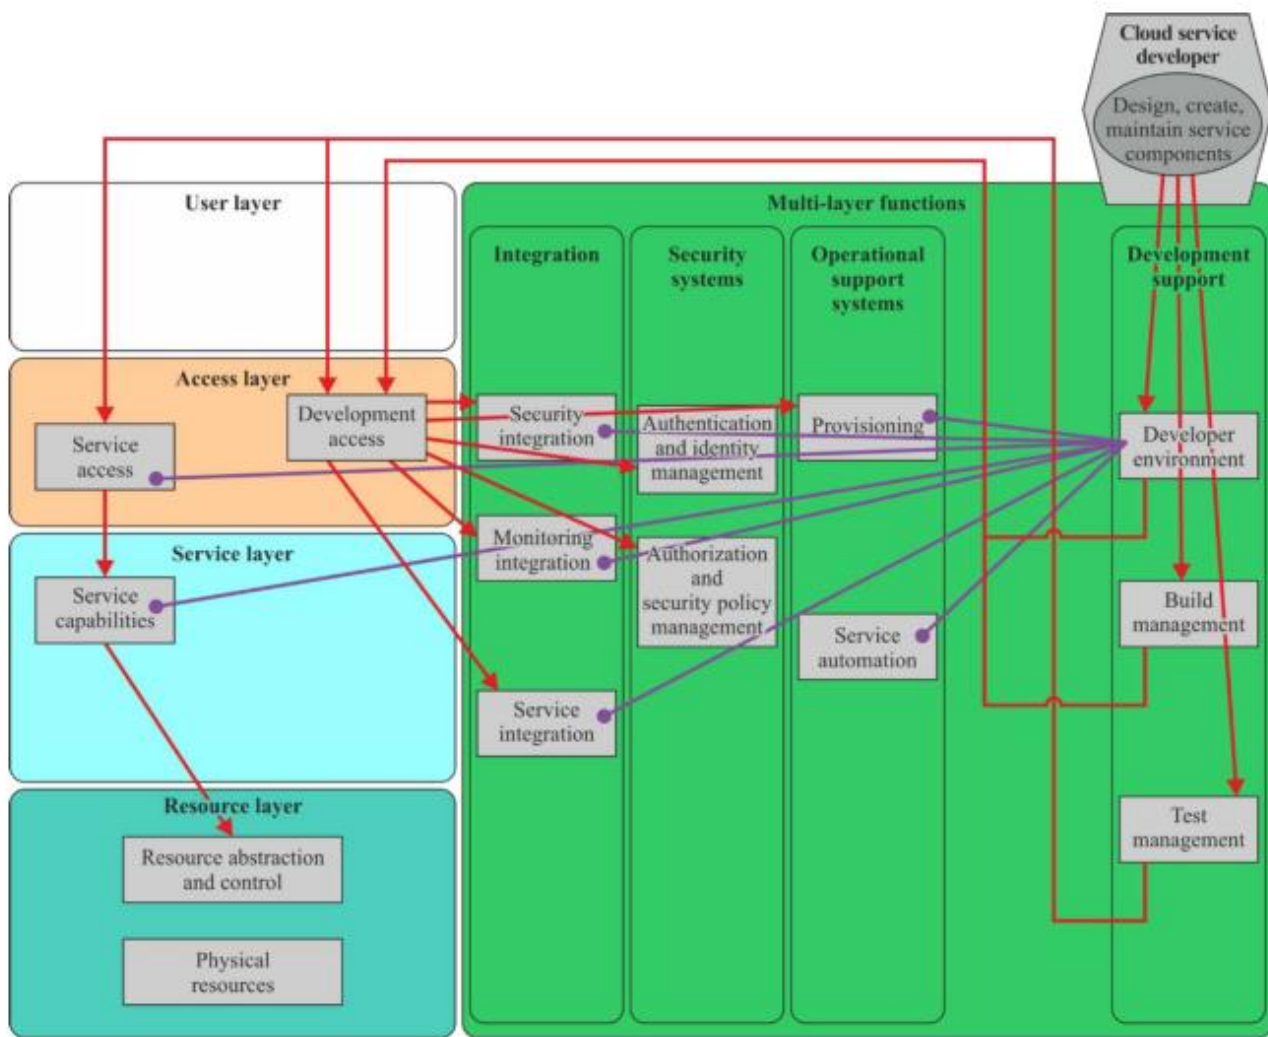 Cloud service
developer
Design, create,
maintain service
components
User layer
Multi-layer functions
Integration
Security
systems
Operational
support
systems
Development
support
Access layer
Service
access
Development
access
Security
integration
Authentication
and identity
management
Provisioning
Developer
environment
Service layer
Service
capabilities
Monitoring
integration
Authorization
and
security policy
management
Service
automation
Build
management
Service
integration
Resource layer
Resource abstraction
and control
Physical
resources
Test
management